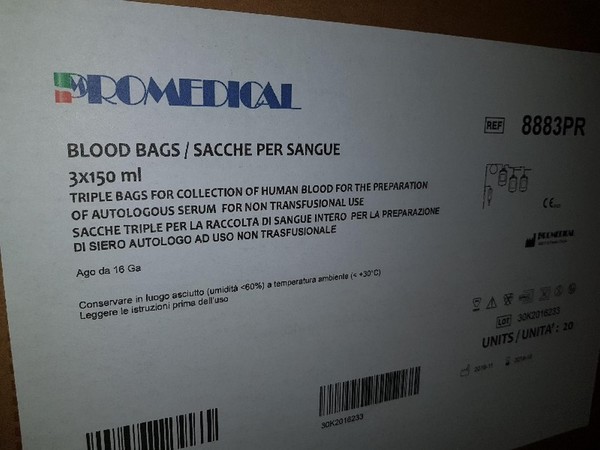 PROMEDICAL
REF 8883PR
BLOOD BAGS / SACCHE PER SANGUE
3x150 ml
TRIPLE BAGS FOR COLLECTION OF HUMAN BLOOD FOR THE PREPARATION
OF AUTOLOGOUS SERUM FOR NON TRANSFUSIONAL USE
SACCHE TRIPLE PER LA RACCOLTA DI SANGUE INTERO PER LA PREPARAZIONE
DI SIERO AUTOLOGO AD USO NON TRASFUSIONALE
Ago da 16 Ga
Conservare in luogo asciutto (umidità <60%) a temperatura ambiente (< +30°C)
Leggere le istruzioni prima dell'uso
CE
PROMEDICAL
LOT 30K2016233
UNITS / UNITA' : 20
30K2016233